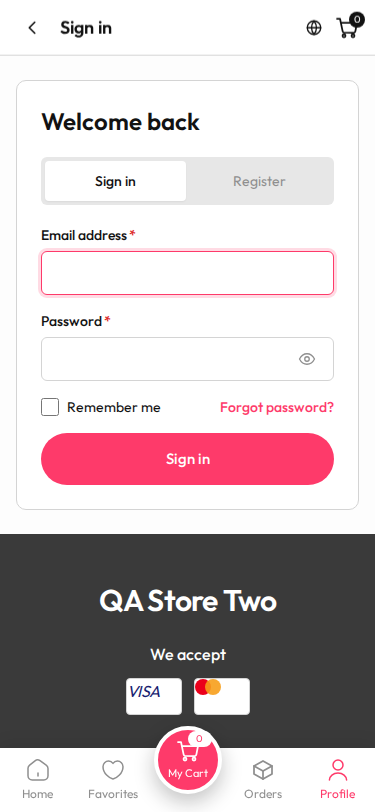 Sign in
0
Welcome back
Sign in
Register
Email address *
Password *
Remember me
Forgot password?
Sign in
QA Store Two
We accept
VISA
0
My Cart
Home
Favorites
Orders
Profile